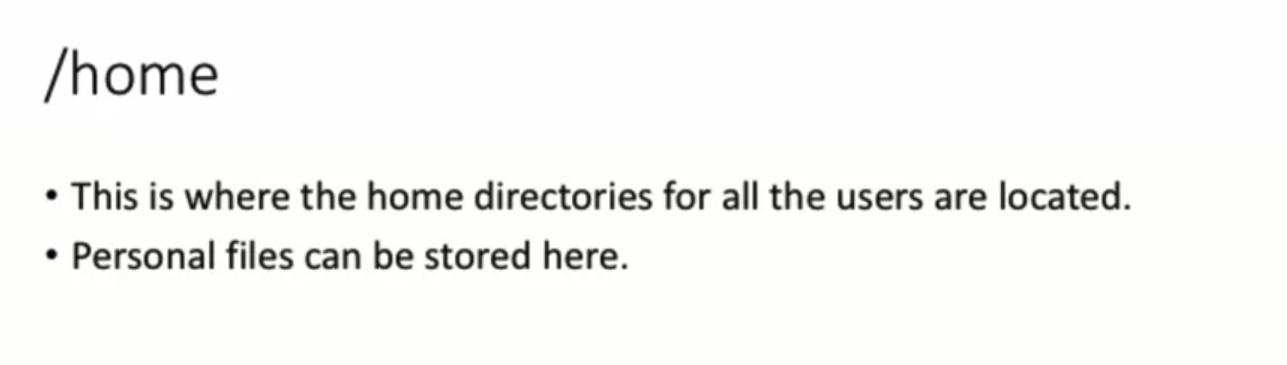 /home
• This is where the home directories for all the users are located.
• Personal files can be stored here.